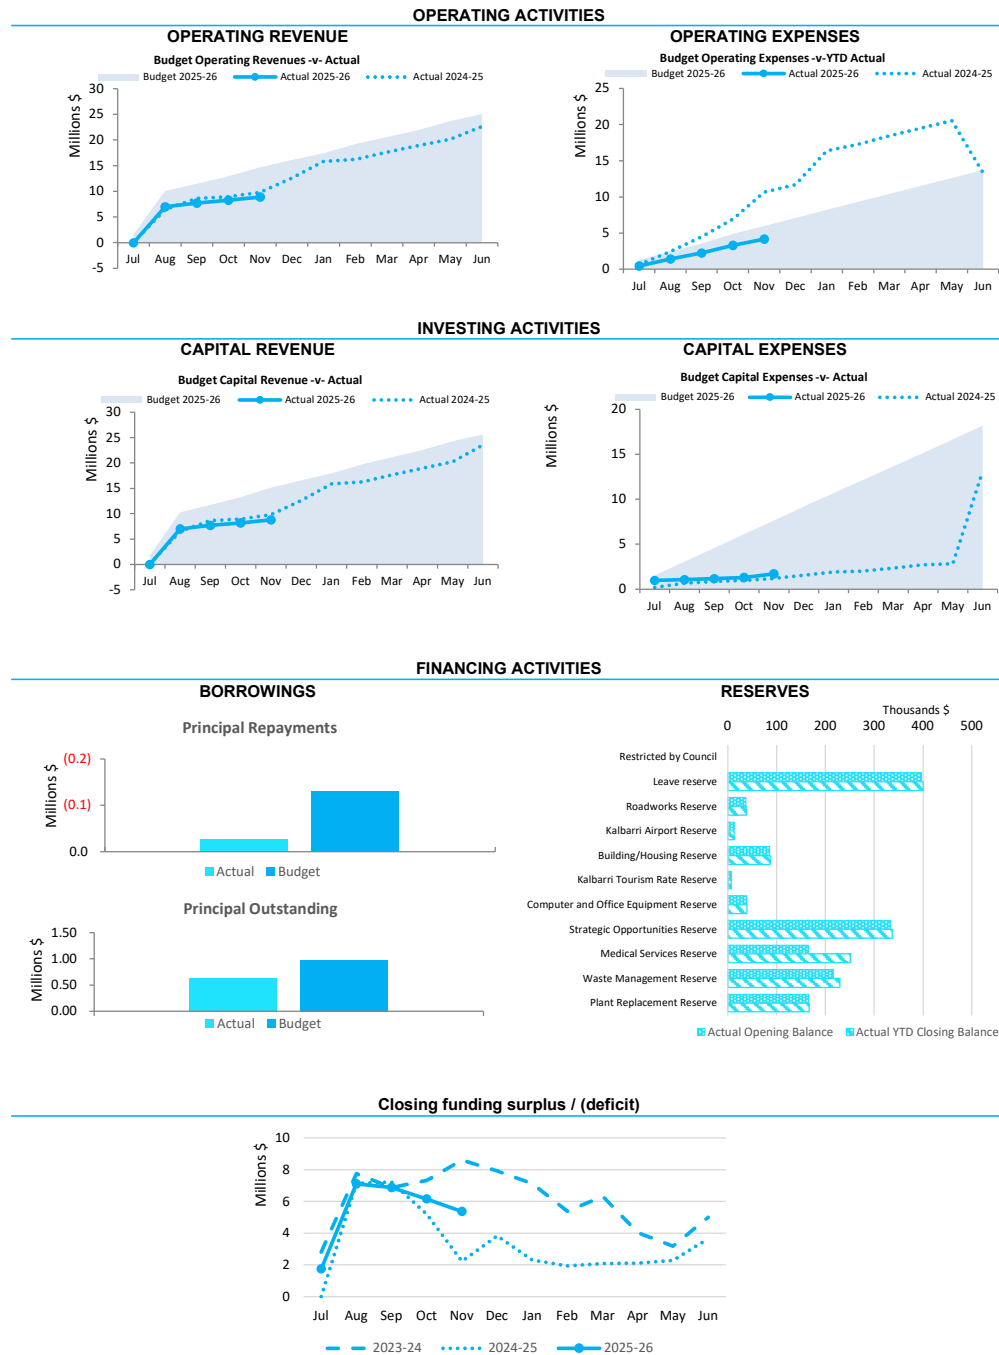 OPERATING ACTIVITIES
OPERATING REVENUE
Budget Operating Revenues -v- Actual
Budget 2025-26 Actual 2025-26 Actual 2024-25
Millions $
30
25
20
15
10
5
0
-5
Jul Aug Sep Oct Nov Dec Jan Feb Mar Apr May Jun
OPERATING EXPENSES
Budget Operating Expenses -v-YTD Actual
Budget 2025-26 Actual 2025-26 Actual 2024-25
Millions $
25
20
15
10
5
0
Jul Aug Sep Oct Nov Dec Jan Feb Mar Apr May Jun
INVESTING ACTIVITIES
CAPITAL REVENUE
Budget Capital Revenue -v- Actual
Budget 2025-26 Actual 2025-26 Actual 2024-25
Millions $
30
25
20
15
10
5
0
-5
Jul Aug Sep Oct Nov Dec Jan Feb Mar Apr May Jun
CAPITAL EXPENSES
Budget Capital Expenses -v- Actual
Budget 2025-26 Actual 2025-26 Actual 2024-25
Millions $
20
15
10
5
0
Jul Aug Sep Oct Nov Dec Jan Feb Mar Apr May Jun
FINANCING ACTIVITIES
BORROWINGS
Principal Repayments
Millions $
(0.2)
(0.1)
0.0
Actual Budget
Principal Outstanding
Millions $
1.50
1.00
0.50
0.00
Actual Budget
RESERVES
Thousands $
0 100 200 300 400 500
Restricted by Council
Leave reserve
Roadworks Reserve
Kalbarri Airport Reserve
Building/Housing Reserve
Kalbarri Tourism Rate Reserve
Computer and Office Equipment Reserve
Strategic Opportunities Reserve
Medical Services Reserve
Waste Management Reserve
Plant Replacement Reserve
Actual Opening Balance Actual YTD Closing Balance
Closing funding surplus / (deficit)
Millions $
10
8
6
4
2
0
Jul Aug Sep Oct Nov Dec Jan Feb Mar Apr May Jun
2023-24 2024-25 2025-26